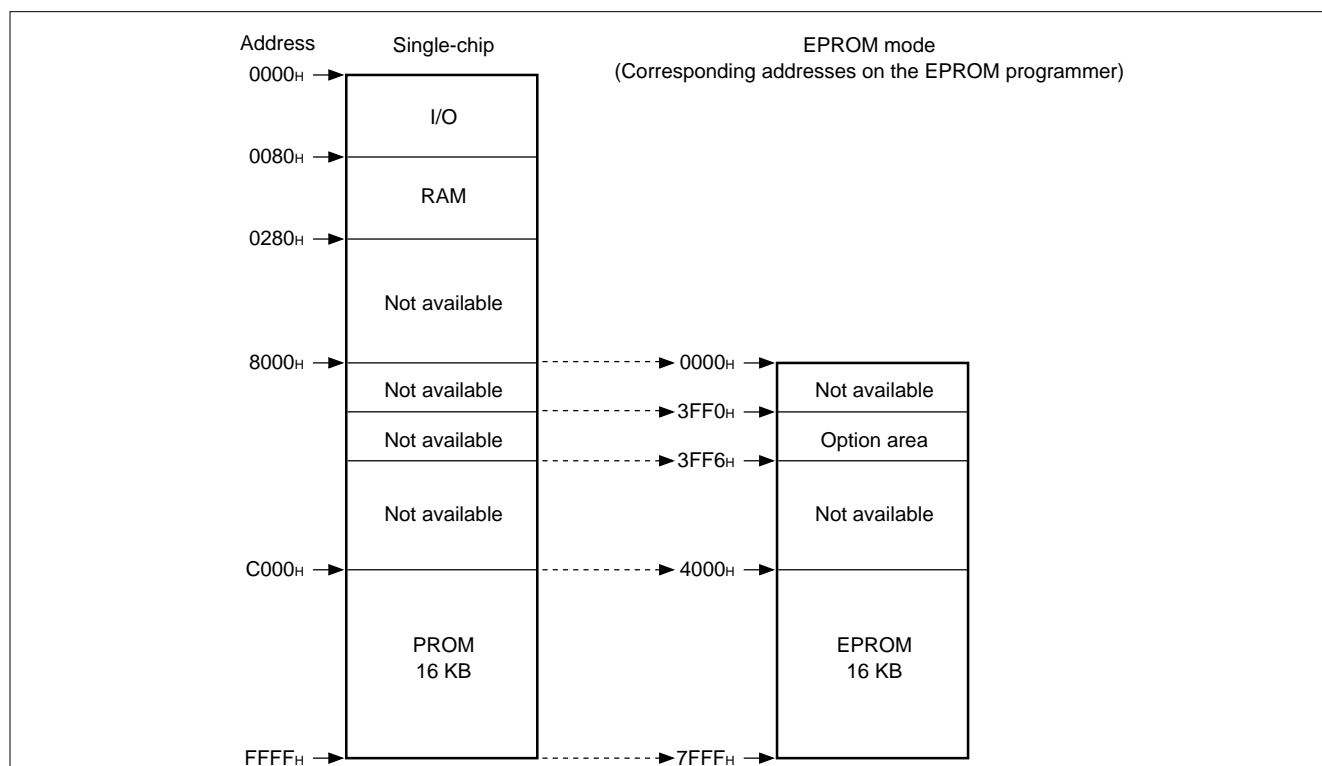 Address
Single-chip
EPROM mode
(Corresponding addresses on the EPROM programmer)
0000H
I/O
0080H
RAM
0280H
Not available
8000H
0000H
Not available
Not available
3FF0H
Not available
Option area
3FF6H
Not available
Not available
C000H
4000H
PROM
16 KB
EPROM
16 KB
FFFFH
7FFFH